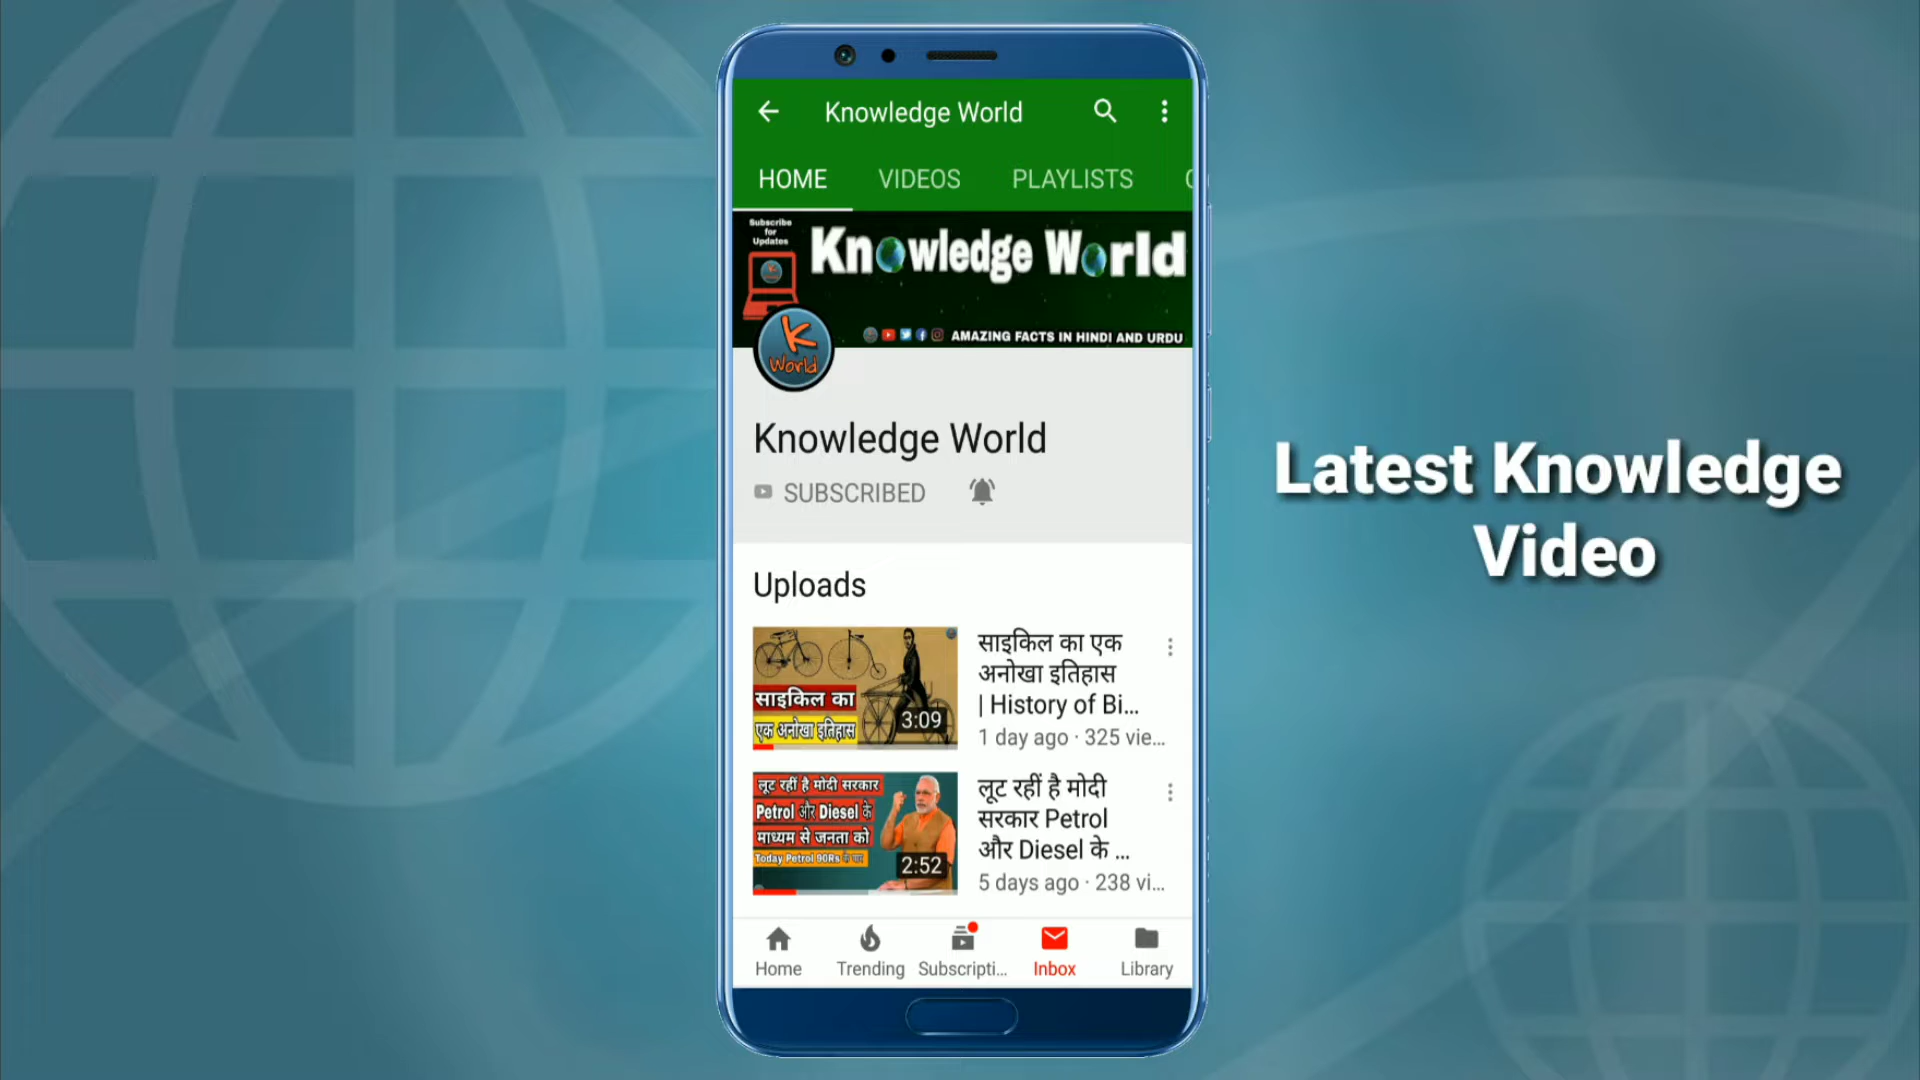 Knowledge World
HOME VIDEOS PLAYLISTS
Subscribe
for
Updates
Knowledge World
AMAZING FACTS IN HINDI AND URDU
K
World
Knowledge World
SUBSCRIBED
Latest Knowledge
Video
Uploads
साइकिल का
एक अनोखा इतिहास
3:09
साइकिल का एक
अनोखा इतिहास
| History of Bi...
1 day ago · 325 vie...
लूट रहीं है मोदी सरकार
Petrol और Diesel के
माध्यम से जनता को
Today Petrol 90Rs के पार
2:52
लूट रहीं है मोदी
सरकार Petrol
और Diesel के ...
5 days ago · 238 vi...
Home Trending Subscripti... Inbox Library